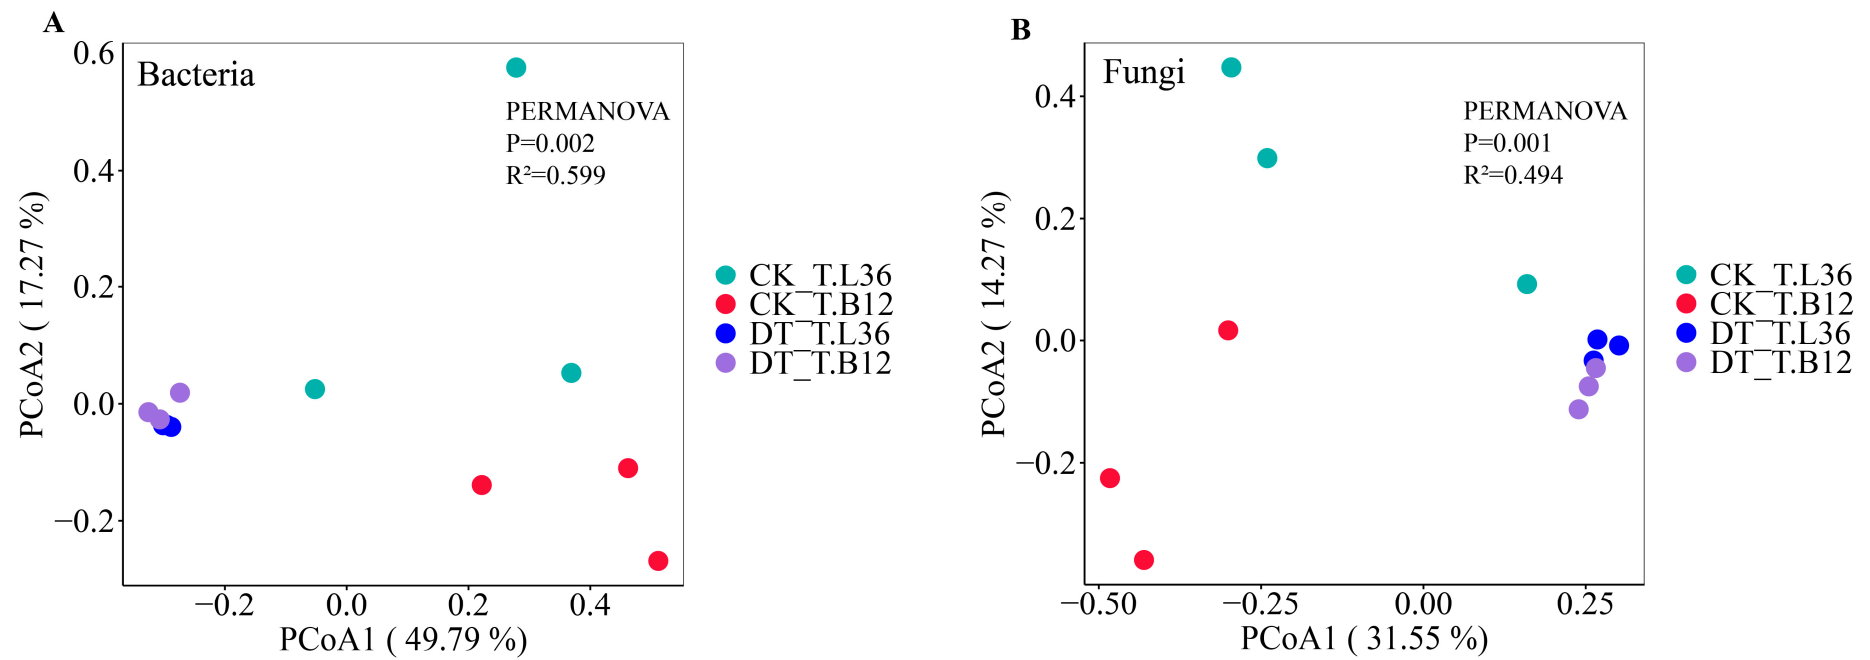 A
Bacteria
PERMANOVA
P=0.002
R²=0.599
0.6
0.4
0.2
0.0
−0.2
PCoA2 ( 17.27 %)
−0.2 0.0 0.2 0.4
PCoA1 ( 49.79 %)
CK_T.L36
CK_T.B12
DT_T.L36
DT_T.B12
B
Fungi
PERMANOVA
P=0.001
R²=0.494
0.4
0.2
0.0
−0.2
PCoA2 ( 14.27 %)
−0.50 −0.25 0.00 0.25
PCoA1 ( 31.55 %)
CK_T.L36
CK_T.B12
DT_T.L36
DT_T.B12